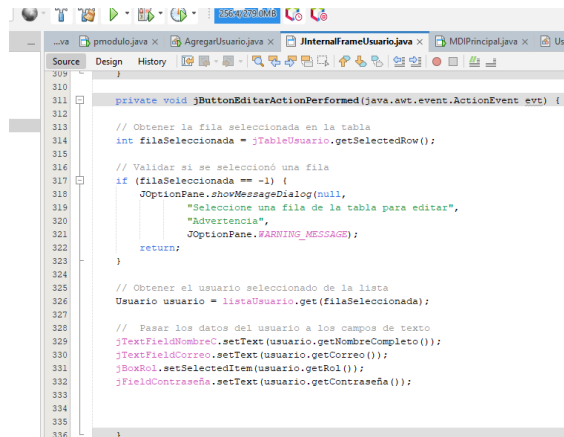 256.4/279.0MB
...va pmodulo.java × AgregarUsuario.java × JInternalFrameUsuario.java × MDIPrincipal.java × Us
Source Design History
309 }
310
311 private void jButtonEditarActionPerformed(java.awt.event.ActionEvent evt) {
312
313 // Obtener la fila seleccionada en la tabla
314 int filaSeleccionada = jTableUsuario.getSelectedRow();
315
316 // Validar si se seleccionó una fila
317 if (filaSeleccionada == -1) {
318 JOptionPane.showMessageDialog(null,
319 "Seleccione una fila de la tabla para editar",
320 "Advertencia",
321 JOptionPane.WARNING_MESSAGE);
322 return;
323 }
324
325 // Obtener el usuario seleccionado de la lista
326 Usuario usuario = listaUsuario.get(filaSeleccionada);
327
328 // Pasar los datos del usuario a los campos de texto
329 jTextFieldNombreC.setText(usuario.getNombreCompleto());
330 jTextFieldCorreo.setText(usuario.getCorreo());
331 jBoxRol.setSelectedItem(usuario.getRol());
332 jFieldContraseña.setText(usuario.getContraseña());
333
334
335
336 }